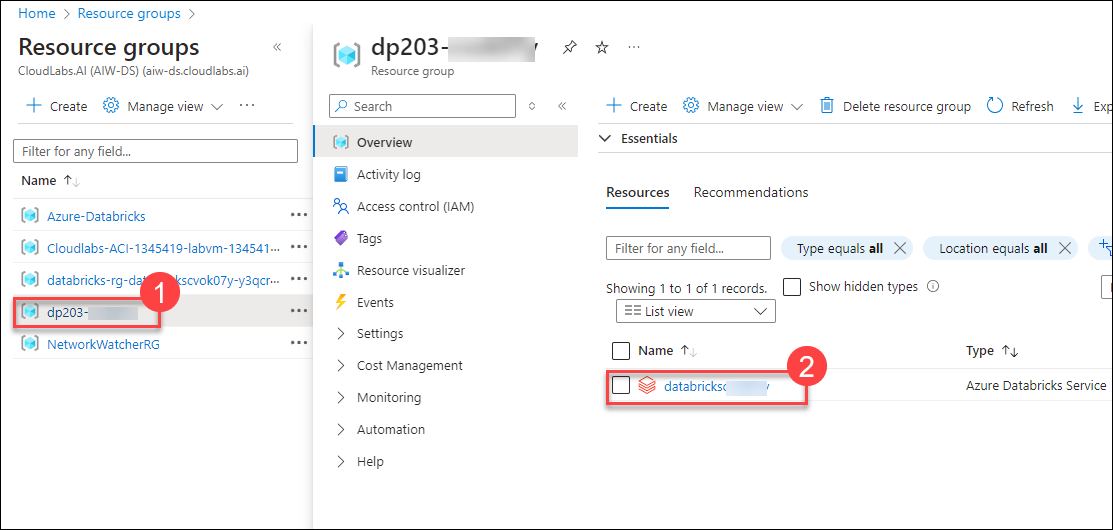 Home > Resource groups >
Resource groups
CloudLabs.AI (AIW-DS) (aiw-ds.cloudlabs.ai)
+ Create Manage view ...
Filter for any field...
Name ↑↓
Azure-Databricks ...
Cloudlabs-ACI-1345419-labvm-134541... ...
databricks-rg-dat kscvok07y-y3qcr... ...
1
dp203- ...
NetworkWatcherRG ...
dp203- ...
Resource group
Search
Overview
Activity log
Access control (IAM)
Tags
Resource visualizer
Events
Settings
Cost Management
Monitoring
Automation
Help
+ Create Manage view Delete resource group Refresh Exp
Essentials
Resources Recommendations
Filter for any field... Type equals all Location equals all
Showing 1 to 1 of 1 records. Show hidden types
List view
Name ↑↓ Type ↑↓
2
databricks Azure Databricks Service